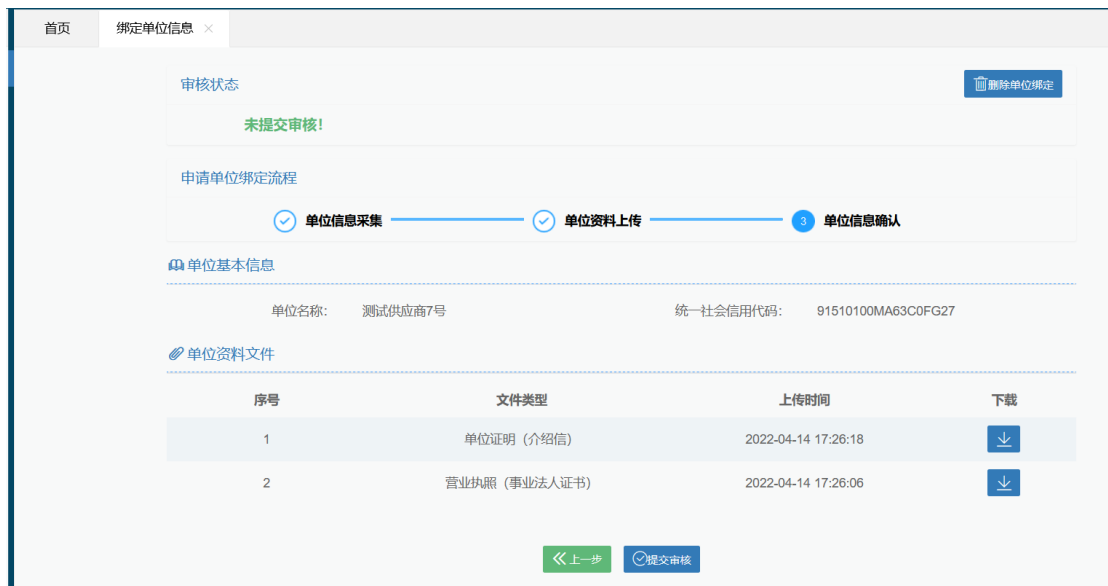 首页 绑定单位信息 ×
审核状态 删除单位绑定
未提交审核!
申请单位绑定流程
单位信息采集 单位资料上传 3 单位信息确认
单位基本信息
单位名称: 测试供应商7号 统一社会信用代码: 91510100MA63C0FG27
单位资料文件
序号 文件类型 上传时间 下载
1 单位证明（介绍信） 2022-04-14 17:26:18
2 营业执照（事业法人证书） 2022-04-14 17:26:06
上一步 提交审核